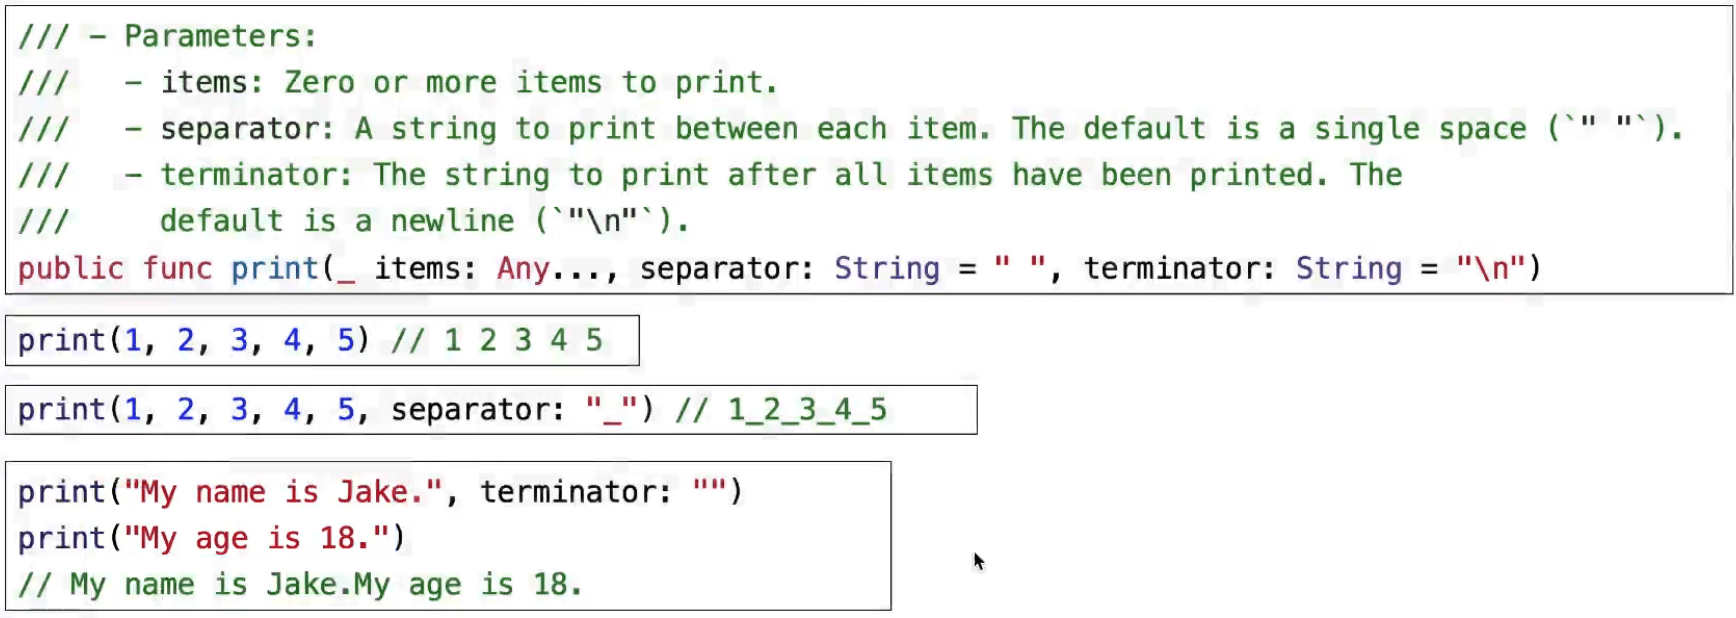 /// - Parameters:
///   - items: Zero or more items to print.
///   - separator: A string to print between each item. The default is a single space (`" "`).
///   - terminator: The string to print after all items have been printed. The
///     default is a newline (`"\n"`).
public func print(_ items: Any..., separator: String = " ", terminator: String = "\n")
print(1, 2, 3, 4, 5) // 1 2 3 4 5
print(1, 2, 3, 4, 5, separator: "_") // 1_2_3_4_5
print("My name is Jake.", terminator: "")
print("My age is 18.")
// My name is Jake.My age is 18.